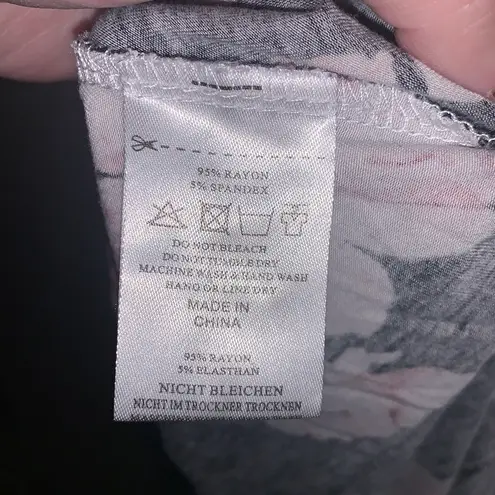 95% RAYON
5% SPANDEX
DO NOT BLEACH
DO NOT TUMBLE DRY
MACHINE WASH & HAND WASH
HANG OR LINE DRY
MADE IN
CHINA
95% RAYON
5% ELASTHAN
NICHT BLEICHEN
NICHT IM TROCKNER TROCKNEN